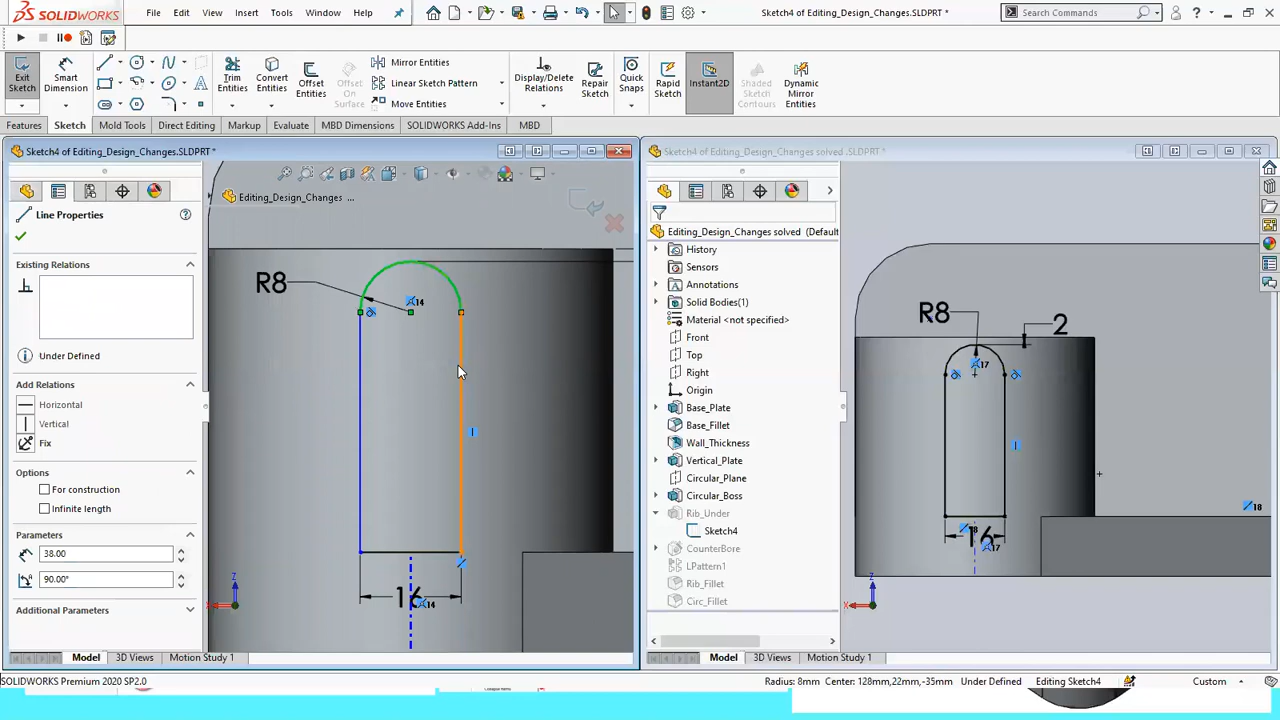 SOLIDWORKS File Edit View Insert Tools Window Help Sketch4 of Editing_Design_Changes.SLDPRT * Search Commands ?
Exit Sketch
Smart Dimension
Trim Entities
Convert Entities
Offset Entities
Offset On Surface
Mirror Entities
Linear Sketch Pattern
Move Entities
Display/Delete Relations
Repair Sketch
Quick Snaps
Rapid Sketch
Instant2D
Shaded Sketch Contours
Dynamic Mirror Entities
Features Sketch Mold Tools Direct Editing Markup Evaluate MBD Dimensions SOLIDWORKS Add-Ins MBD
Sketch4 of Editing_Design_Changes.SLDPRT *
Line Properties
Existing Relations
Under Defined
Add Relations
Horizontal
Vertical
Fix
Options
For construction
Infinite length
Parameters
38.00
90.00°
Additional Parameters
Editing_Design_Changes ...
R8
14
16
14
Z
X
Model 3D Views Motion Study 1
Sketch4 of Editing_Design_Changes solved .SLDPRT *
Editing_Design_Changes solved (Default
History
Sensors
Annotations
Solid Bodies(1)
Material <not specified>
Front
Top
Right
Origin
Base_Plate
Base_Fillet
Wall_Thickness
Vertical_Plate
Circular_Plane
Circular_Boss
Rib_Under
Sketch4
CounterBore
LPattern1
Rib_Fillet
Circ_Fillet
R8
2
17
18
18
16
17
Z
X
Model 3D Views Motion Study 1
SOLIDWORKS Premium 2020 SP2.0 Radius: 8mm Center: 128mm,22mm,-35mm Under Defined Editing Sketch4 Custom